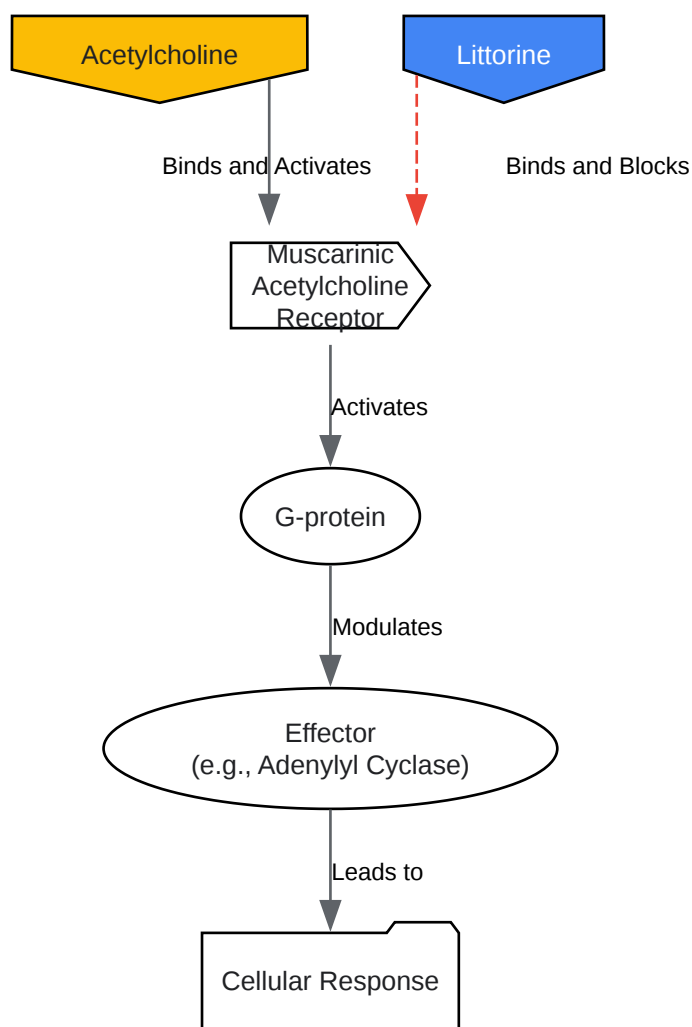 Acetylcholine
Littorine
Binds and Activates
Binds and Blocks
Muscarinic
Acetylcholine
Receptor
Activates
G-protein
Modulates
Effector
(e.g., Adenylyl Cyclase)
Leads to
Cellular Response